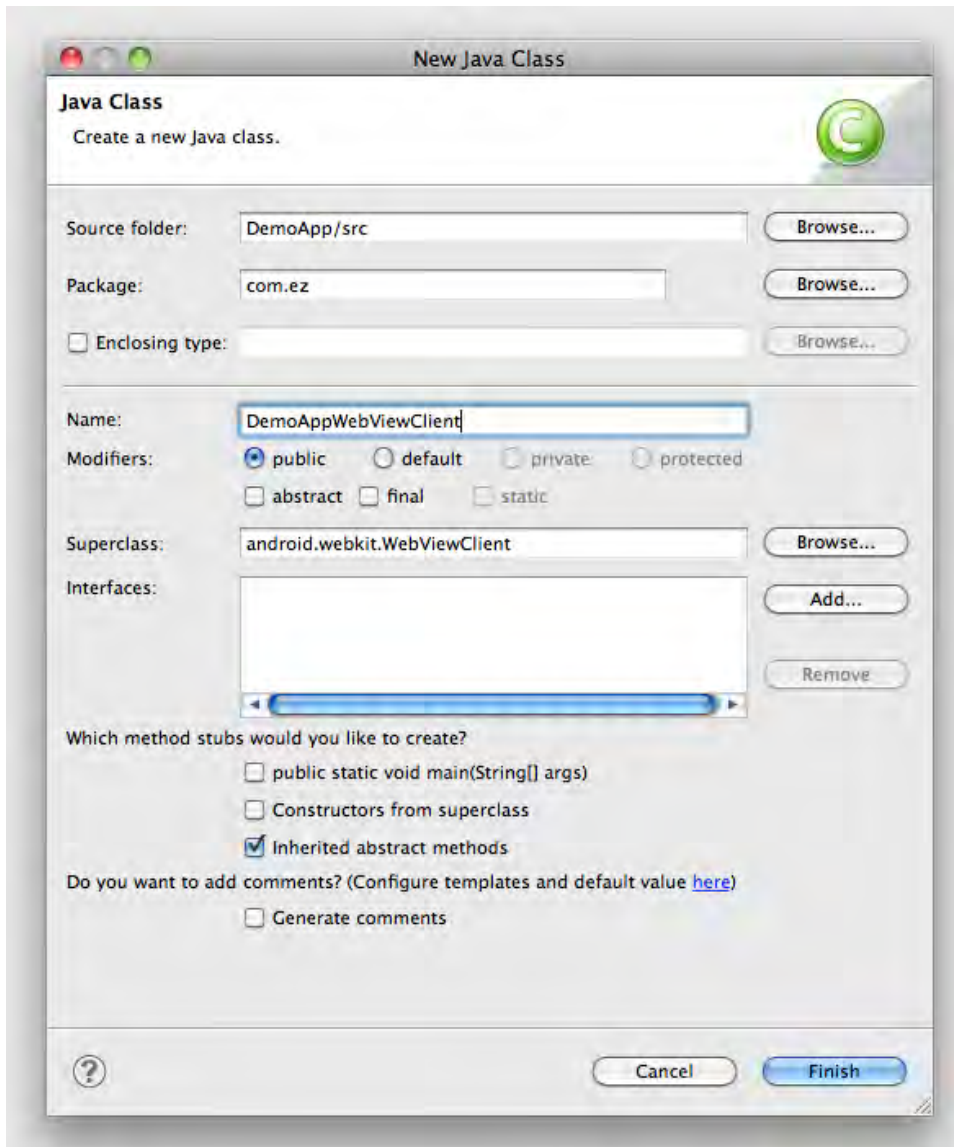 New Java Class
Java Class
Create a new Java class.
C
Source folder: DemoApp/src Browse...
Package: com.ez Browse...
Enclosing type: Browse...
Name: DemoAppWebViewClient
Modifiers: public default private protected
abstract final static
Superclass: android.webkit.WebViewClient Browse...
Interfaces: Add...
Remove
Which method stubs would you like to create?
public static void main(String[] args)
Constructors from superclass
Inherited abstract methods
Do you want to add comments? (Configure templates and default value here)
Generate comments
? Cancel Finish